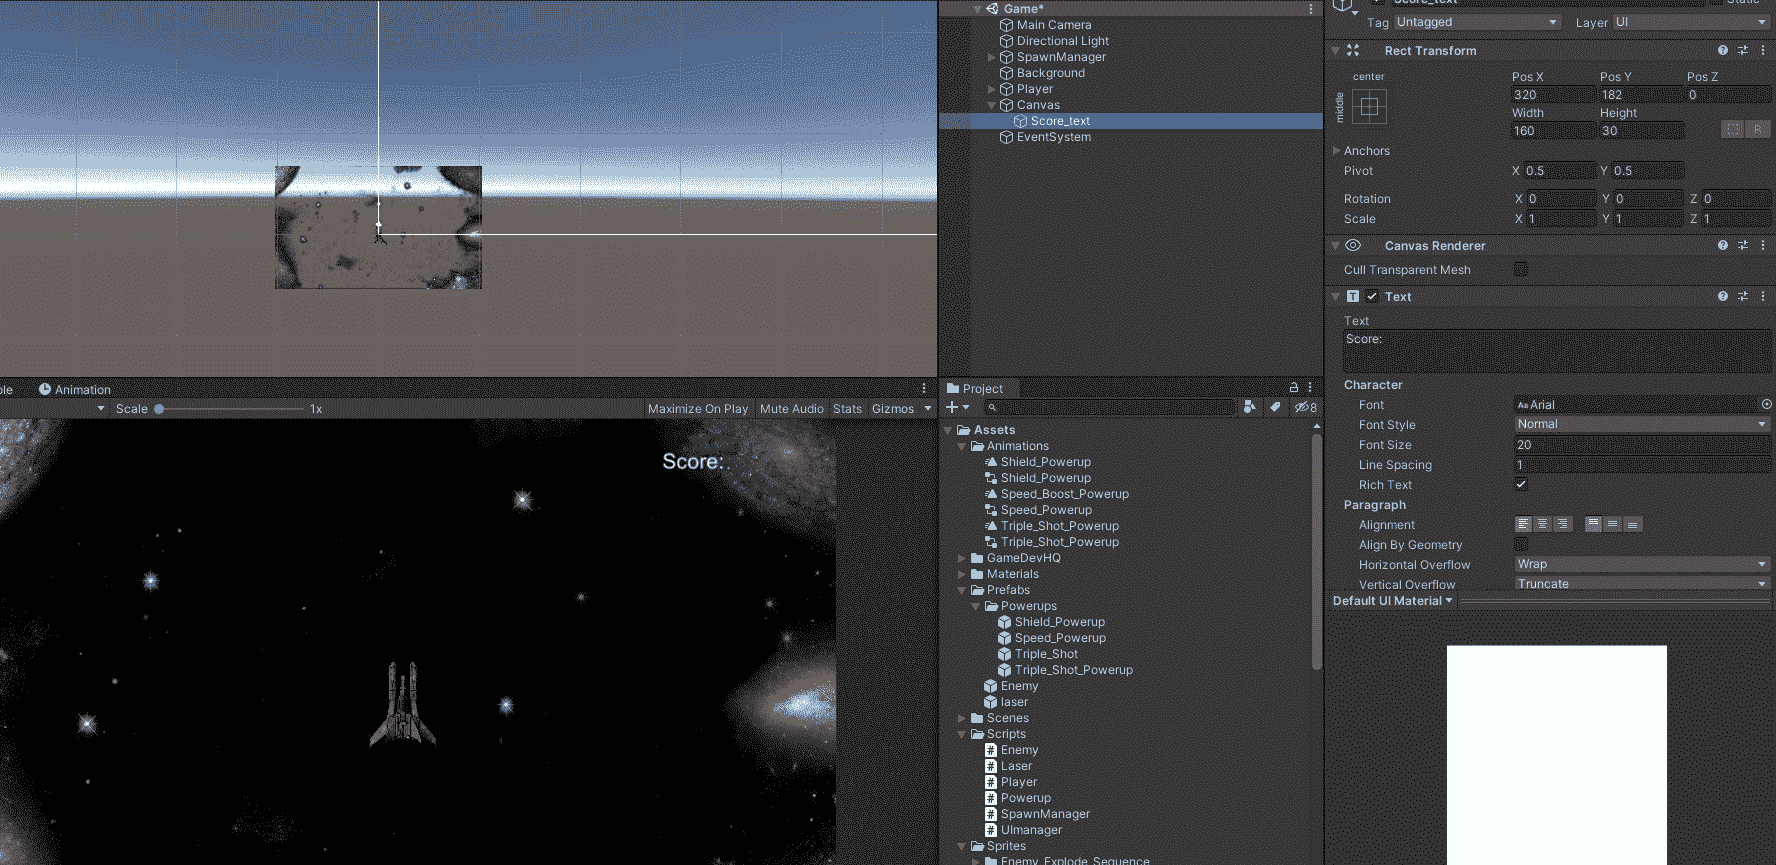 Game*
Main Camera
Directional Light
SpawnManager
Background
Player
Canvas
Score_text
EventSystem
Score_text
Static
Tag Untagged Layer UI
Rect Transform
center
middle
Pos X Pos Y Pos Z
320 182 0
Width Height
160 30
R
Anchors
Pivot X 0.5 Y 0.5
Rotation X 0 Y 0 Z 0
Scale X 1 Y 1 Z 1
Canvas Renderer
Cull Transparent Mesh
Text
Text
Score:
Character
Font Arial
Font Style Normal
Font Size 20
Line Spacing 1
Rich Text
Paragraph
Alignment
Align By Geometry
Horizontal Overflow Wrap
Vertical Overflow Truncate
Default UI Material
ole Animation
Scale 1x Maximize On Play Mute Audio Stats Gizmos
Score:
Project
8
Assets
Animations
Shield_Powerup
Shield_Powerup
Speed_Boost_Powerup
Speed_Powerup
Triple_Shot_Powerup
Triple_Shot_Powerup
GameDevHQ
Materials
Prefabs
Powerups
Shield_Powerup
Speed_Powerup
Triple_Shot
Triple_Shot_Powerup
Enemy
laser
Scenes
Scripts
Enemy
Laser
Player
Powerup
SpawnManager
UImanager
Sprites
Enemy_Explode_Sequence